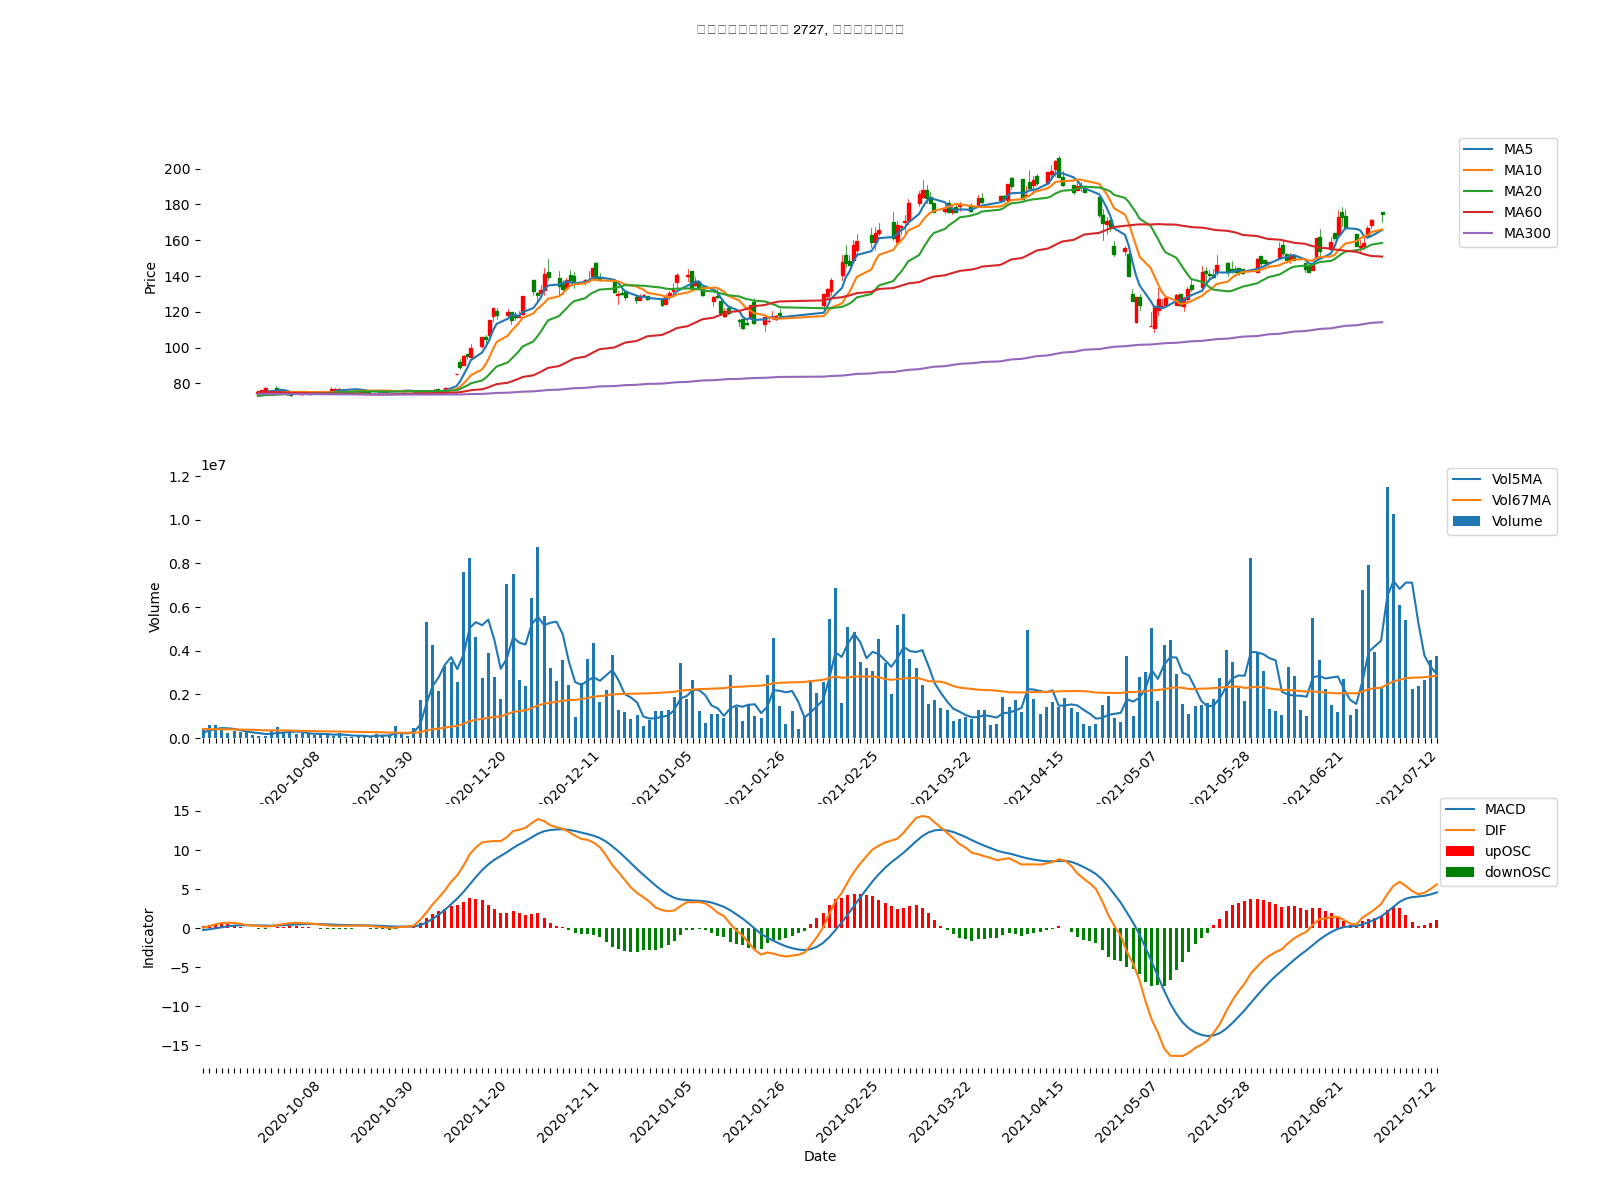 2727,
MA5
MA10
MA20
MA60
MA300
Price
200
180
160
140
120
100
80
1e7
Vol5MA
Vol67MA
Volume
Volume
1.2
1.0
0.8
0.6
0.4
0.2
0.0
2020-10-08 2020-10-30 2020-11-20 2020-12-11 2021-01-05 2021-01-26 2021-02-25 2021-03-22 2021-04-15 2021-05-07 2021-05-28 2021-06-21 2021-07-12
MACD
DIF
upOSC
downOSC
Indicator
15
10
5
0
−5
−10
−15
2020-10-08 2020-10-30 2020-11-20 2020-12-11 2021-01-05 2021-01-26 2021-02-25 2021-03-22 2021-04-15 2021-05-07 2021-05-28 2021-06-21 2021-07-12
Date